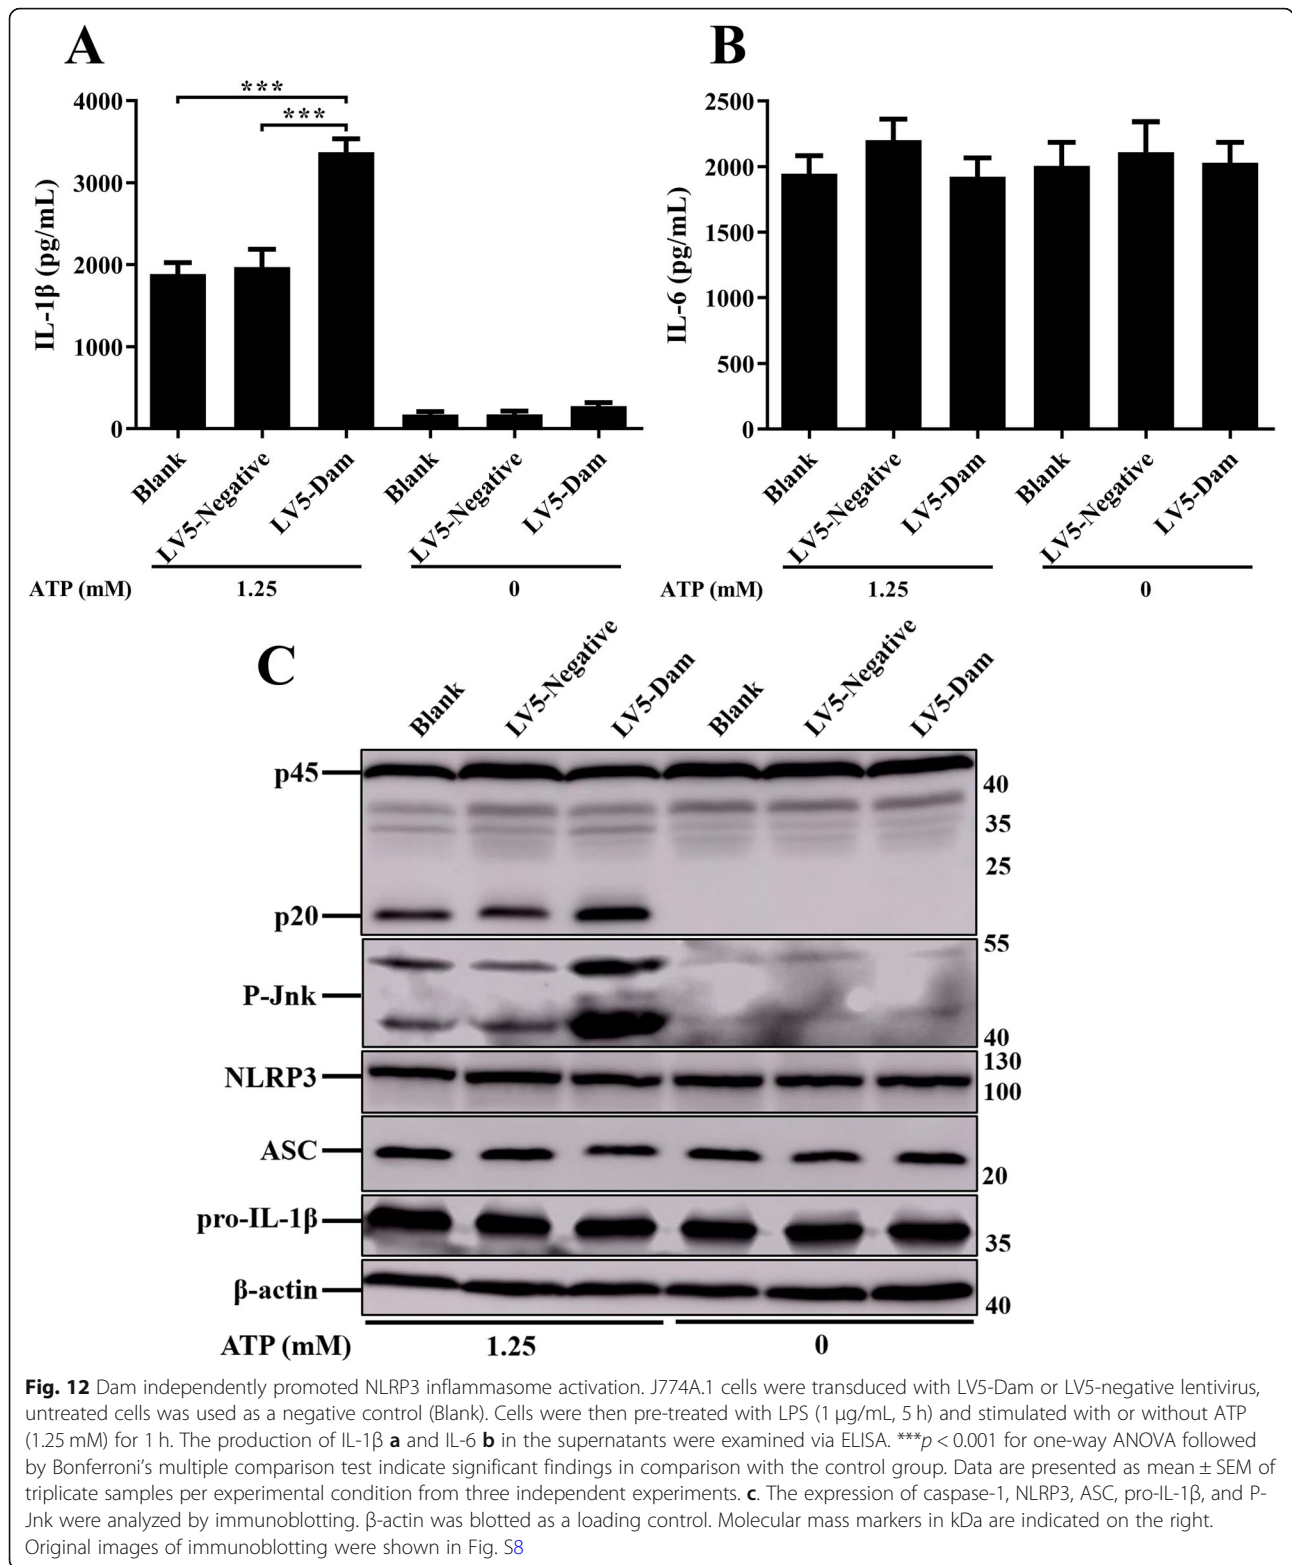 A
B
***
***
4000
3000
2000
1000
0
IL-1β (pg/mL)
Blank
LV5-Negative
LV5-Dam
Blank
LV5-Negative
LV5-Dam
ATP (mM)
1.25
0
2500
2000
1500
1000
500
0
IL-6 (pg/mL)
Blank
LV5-Negative
LV5-Dam
Blank
LV5-Negative
LV5-Dam
ATP (mM)
1.25
0
C
Blank
LV5-Negative
LV5-Dam
Blank
LV5-Negative
LV5-Dam
p45
40
35
25
p20
55
P-Jnk
40
NLRP3
130
100
ASC
20
pro-IL-1β
35
β-actin
40
ATP (mM)
1.25
0
Fig. 12 Dam independently promoted NLRP3 inflammasome activation. J774A.1 cells were transduced with LV5-Dam or LV5-negative lentivirus,
untreated cells was used as a negative control (Blank). Cells were then pre-treated with LPS (1 μg/mL, 5 h) and stimulated with or without ATP
(1.25 mM) for 1 h. The production of IL-1β a and IL-6 b in the supernatants were examined via ELISA. ***p < 0.001 for one-way ANOVA followed
by Bonferroni's multiple comparison test indicate significant findings in comparison with the control group. Data are presented as mean ± SEM of
triplicate samples per experimental condition from three independent experiments. c. The expression of caspase-1, NLRP3, ASC, pro-IL-1β, and P-
Jnk were analyzed by immunoblotting. β-actin was blotted as a loading control. Molecular mass markers in kDa are indicated on the right.
Original images of immunoblotting were shown in Fig. S8